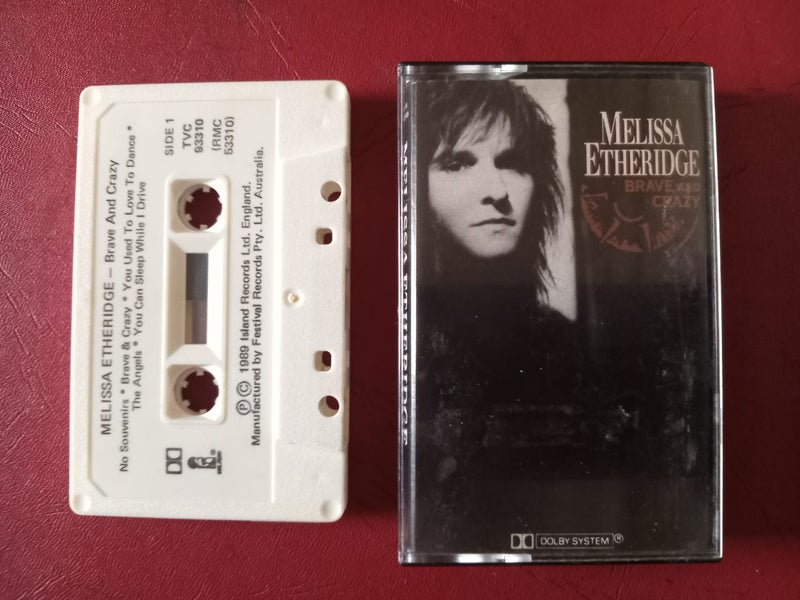 MELISSA ETHERIDGE — Brave And Crazy
No Souvenirs * Brave & Crazy * You Used To Love To Dance *
The Angels * You Can Sleep While I Drive
SIDE 1
TVC
93310
(RMC
53310)
Ⓟ © 1989 Island Records Ltd. England.
Manufactured by Festival Records Pty. Ltd. Australia.
MELISSA
ETHERIDGE
BRAVE AND
CRAZY
MELISSA ETHERIDGE
DOLBY SYSTEM ®